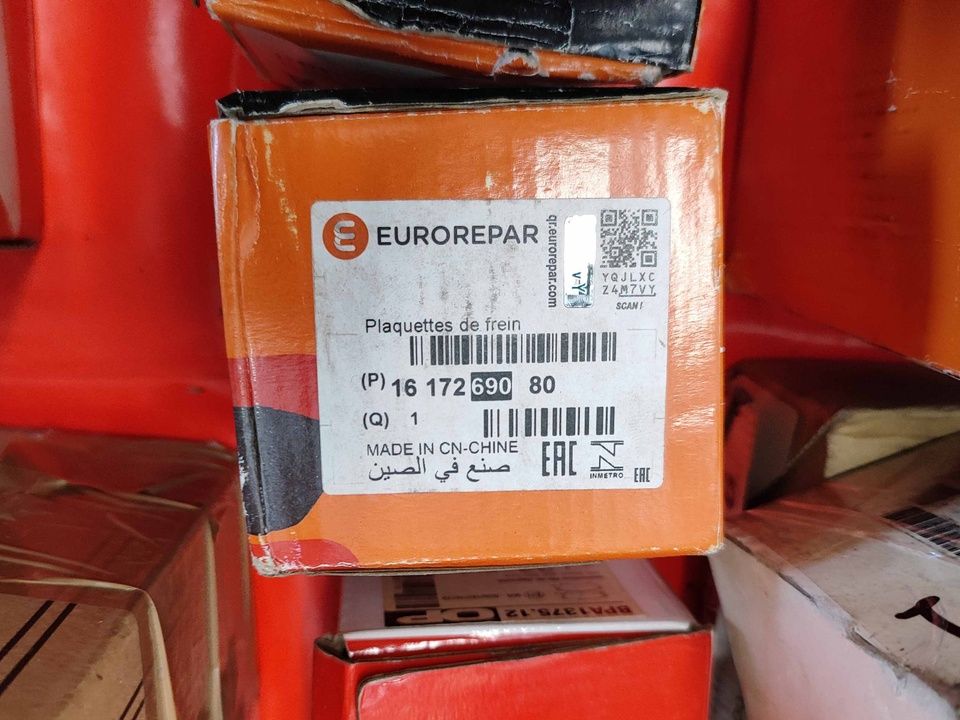 EUROREPAR
qr.eurorepar.com
YQJLXC
Z4M7VY
SCAN!
Plaquettes de frein
(P) 16 172 690 80
(Q) 1
MADE IN CN-CHINE
صنع في الصين
EAC
INMETRO
EAC
BPA1375.12